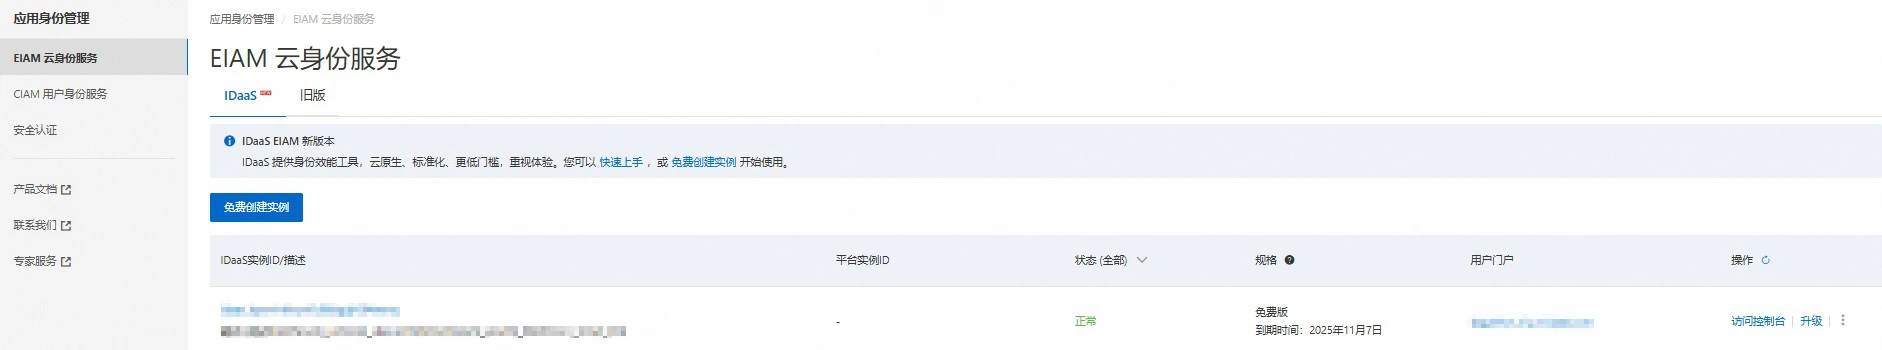 应用身份管理
EIAM 云身份服务
CIAM 用户身份服务
安全认证
产品文档
联系我们
专家服务
应用身份管理 / EIAM 云身份服务
EIAM 云身份服务
IDaaS NEW 旧版
IDaaS EIAM 新版本
IDaaS 提供身份效能工具，云原生、标准化、更低门槛，重视体验。您可以 快速上手 ，或 免费创建实例 开始使用。
免费创建实例
IDaaS实例ID/描述 平台实例ID 状态 (全部) 规格 用户门户 操作
- 正常 免费版 访问控制台 升级
到期时间：2025年11月7日